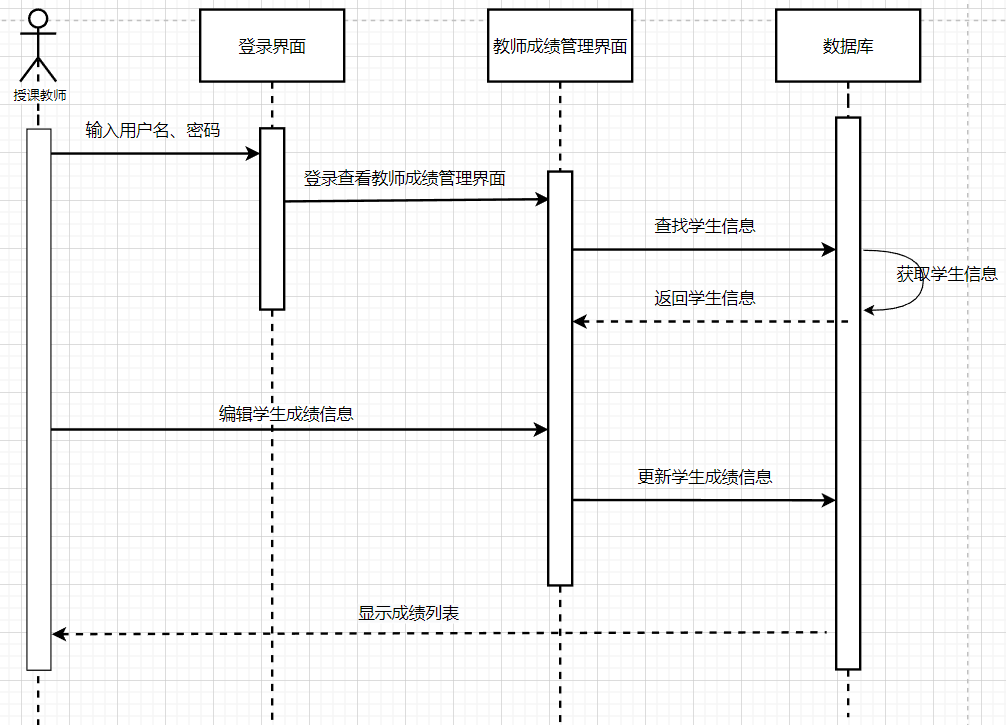 登录界面
教师成绩管理界面
数据库
授课教师
输入用户名、密码
登录查看教师成绩管理界面
查找学生信息
获取学生信息
返回学生信息
编辑学生成绩信息
更新学生成绩信息
显示成绩列表